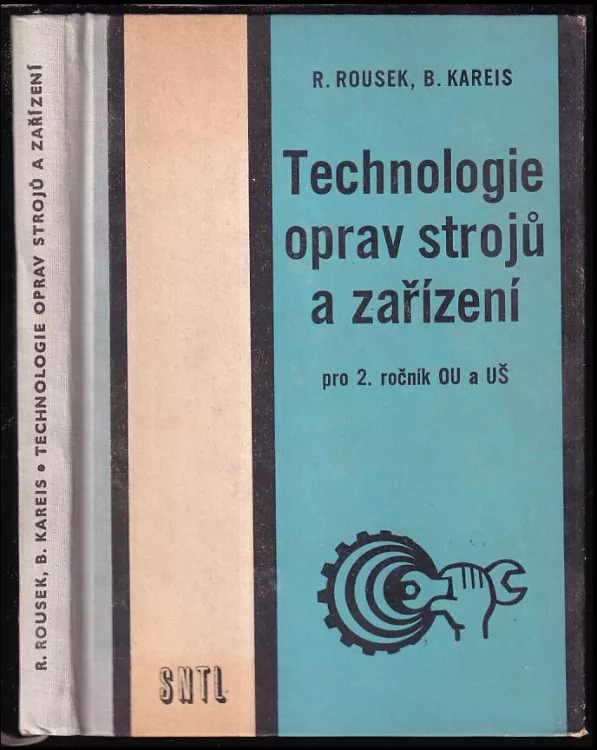 R. ROUSEK, B. KAREIS • TECHNOLOGIE OPRAV STROJŮ A ZAŘÍZENÍ
R. ROUSEK, B. KAREIS
Technologie
oprav strojů
a zařízení
pro 2. ročník OU a UŠ
SNTL